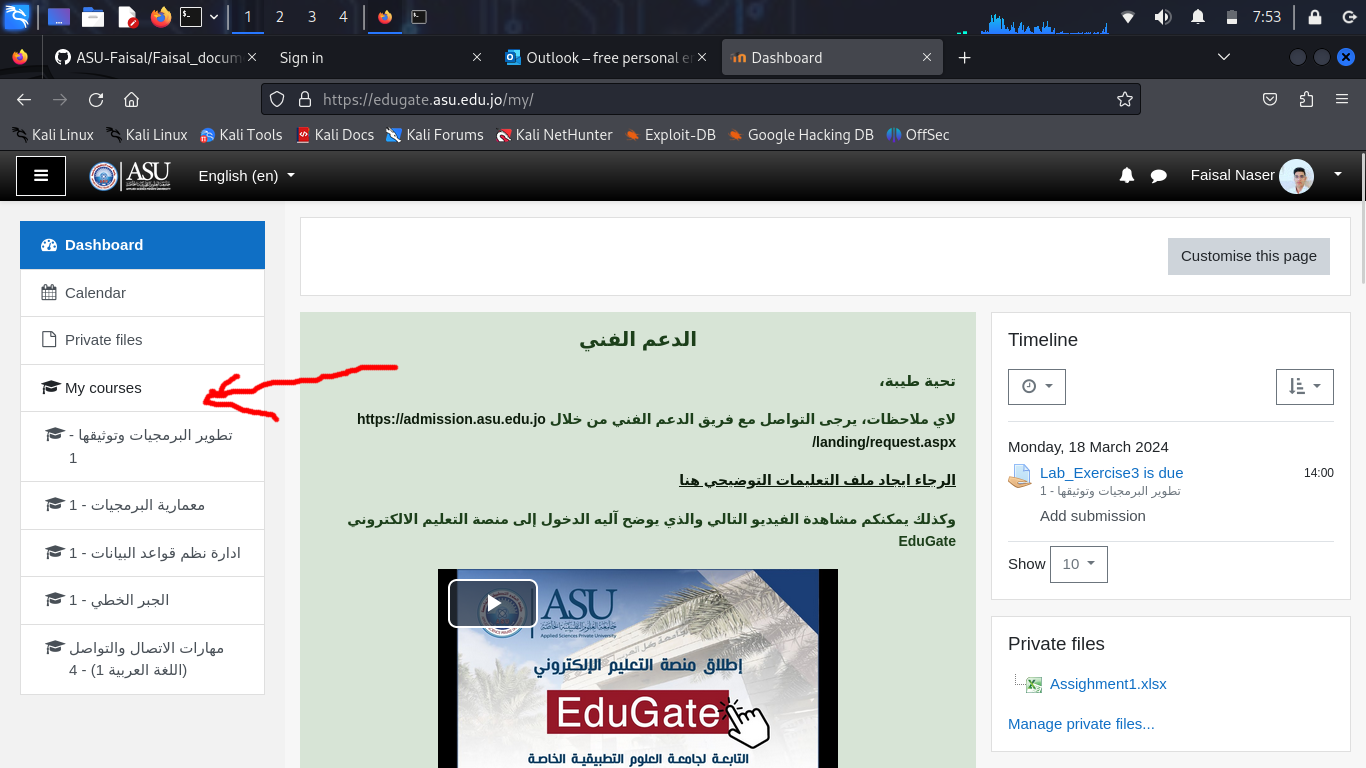 1 2 3 4
7:53
ASU-Faisal/Faisal_docum
Sign in
Outlook – free personal e
Dashboard
https://edugate.asu.edu.jo/my/
Kali Linux
Kali Linux
Kali Tools
Kali Docs
Kali Forums
Kali NetHunter
Exploit-DB
Google Hacking DB
OffSec
ASU
English (en)
Faisal Naser
Dashboard
Calendar
Private files
My courses
تطوير البرمجيات وتوثيقها -
1
معمارية البرمجيات - 1
ادارة نظم قواعد البيانات - 1
الجبر الخطي - 1
مهارات الاتصال والتواصل
(اللغة العربية 1) - 4
Customise this page
الدعم الفني
تحية طيبة،
لاي ملاحظات، يرجى التواصل مع فريق الدعم الفني من خلال https://admission.asu.edu.jo
/landing/request.aspx
الرجاء ايجاد ملف التعليمات التوضيحي هنا
وكذلك يمكنكم مشاهدة الفيديو التالي والذي يوضح آليه الدخول إلى منصة التعليم الالكتروني
EduGate
ASU
جامعة العلوم التطبيقية الخاصة
Applied Sciences Private University
إطلاق منصة التعليم الإلكتروني
EduGate
التابعة لجامعة العلوم التطبيقية الخاصة
Timeline
Monday, 18 March 2024
Lab_Exercise3 is due
14:00
تطوير البرمجيات وتوثيقها - 1
Add submission
Show 10
Private files
Assighment1.xlsx
Manage private files...